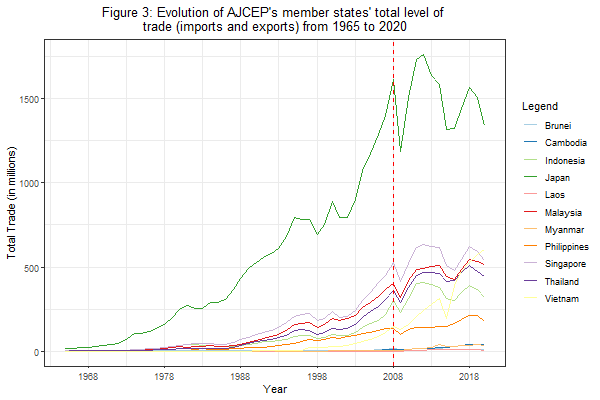 Figure 3: Evolution of AJCEP's member states' total level of
trade (imports and exports) from 1965 to 2020
Total Trade (in millions)
1500
1000
500
0
1968
1978
1988
1998
2008
2018
Year
Legend
Brunei
Cambodia
Indonesia
Japan
Laos
Malaysia
Myanmar
Philippines
Singapore
Thailand
Vietnam